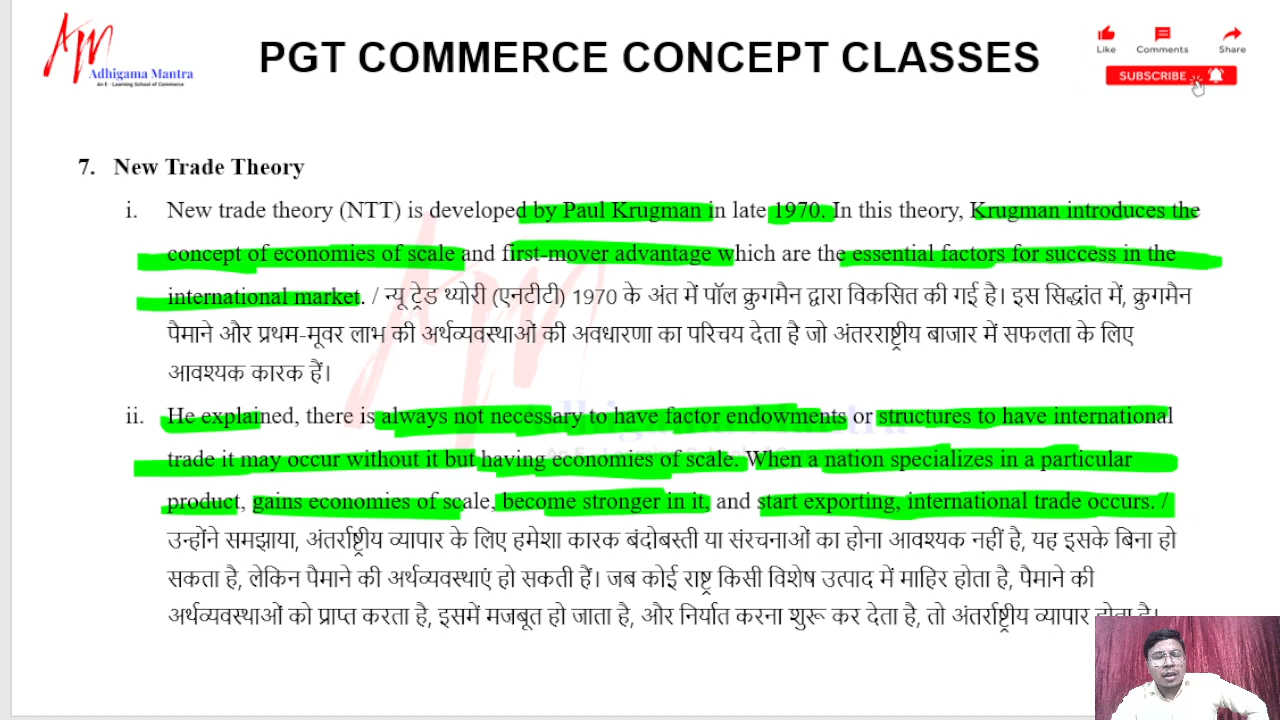 Adhigama Mantra
An E - Learning School of Commerce
PGT COMMERCE CONCEPT CLASSES
Like Comments Share
SUBSCRIBE
7. New Trade Theory
i. New trade theory (NTT) is developed by Paul Krugman in late 1970. In this theory, Krugman introduces the
concept of economies of scale and first-mover advantage which are the essential factors for success in the
international market. / न्यू ट्रेड थ्योरी (एनटीटी) 1970 के अंत में पॉल क्रुगमैन द्वारा विकसित की गई है। इस सिद्धांत में, क्रुगमैन
पैमाने और प्रथम-मूवर लाभ की अर्थव्यवस्थाओं की अवधारणा का परिचय देता है जो अंतरराष्ट्रीय बाजार में सफलता के लिए
आवश्यक कारक हैं।
ii. He explained, there is always not necessary to have factor endowments or structures to have international
trade it may occur without it but having economies of scale. When a nation specializes in a particular
product, gains economies of scale, become stronger in it, and start exporting, international trade occurs. /
उन्होंने समझाया, अंतर्राष्ट्रीय व्यापार के लिए हमेशा कारक बंदोबस्ती या संरचनाओं का होना आवश्यक नहीं है, यह इसके बिना हो
सकता है, लेकिन पैमाने की अर्थव्यवस्थाएं हो सकती हैं। जब कोई राष्ट्र किसी विशेष उत्पाद में माहिर होता है, पैमाने की
अर्थव्यवस्थाओं को प्राप्त करता है, इसमें मजबूत हो जाता है, और निर्यात करना शुरू कर देता है, तो अंतर्राष्ट्रीय व्यापार होता है।